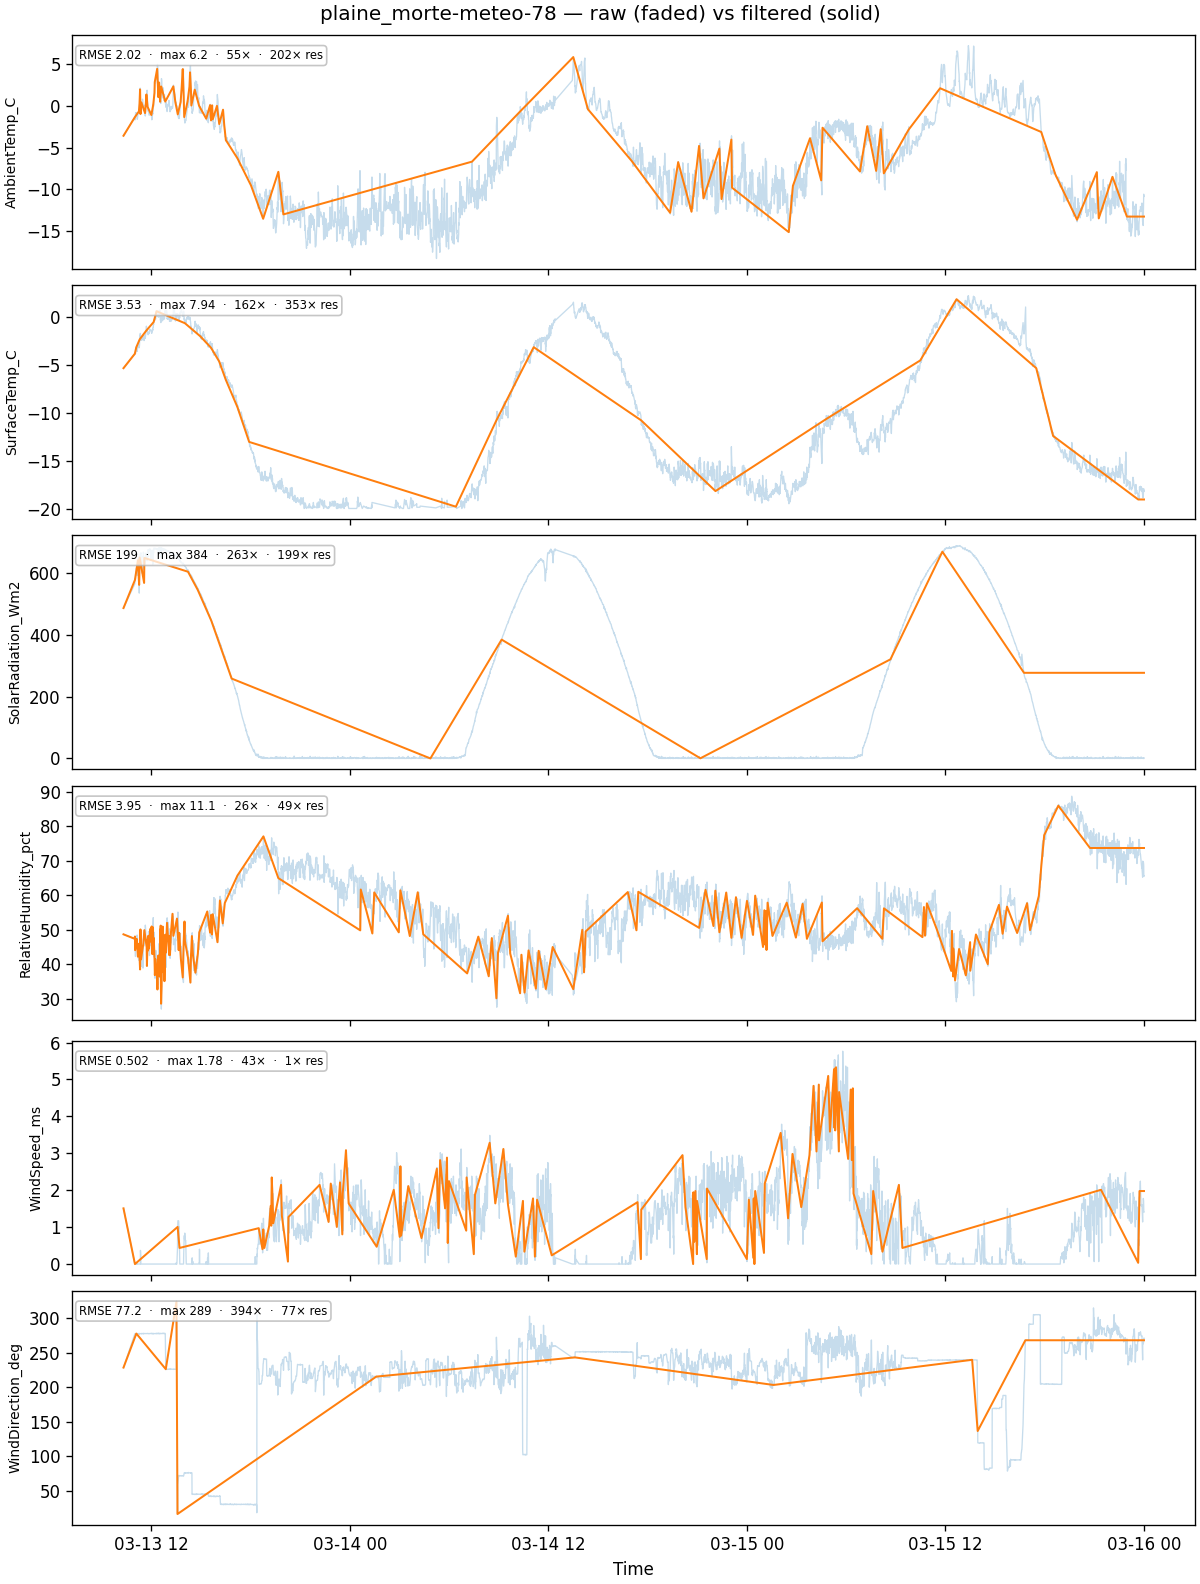 plaine_morte-meteo-78 — raw (faded) vs filtered (solid)
RMSE 2.02 · max 6.2 · 55× · 202× res
AmbientTemp_C
5
0
−5
−10
−15
RMSE 3.53 · max 7.94 · 162× · 353× res
SurfaceTemp_C
0
−5
−10
−15
−20
RMSE 199 · max 384 · 263× · 199× res
SolarRadiation_Wm2
600
400
200
0
RMSE 3.95 · max 11.1 · 26× · 49× res
RelativeHumidity_pct
90
80
70
60
50
40
30
RMSE 0.502 · max 1.78 · 43× · 1× res
WindSpeed_ms
6
5
4
3
2
1
0
RMSE 77.2 · max 289 · 394× · 77× res
WindDirection_deg
300
250
200
150
100
50
03-13 12 03-14 00 03-14 12 03-15 00 03-15 12 03-16 00
Time